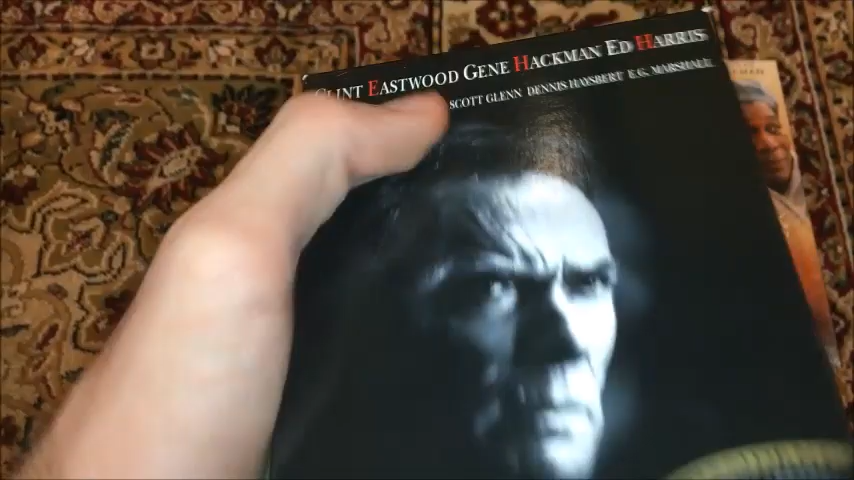 CLINT EASTWOOD GENE HACKMAN ED HARRIS
SCOTT GLENN DENNIS HAYSBERT E.G. MARSHALL